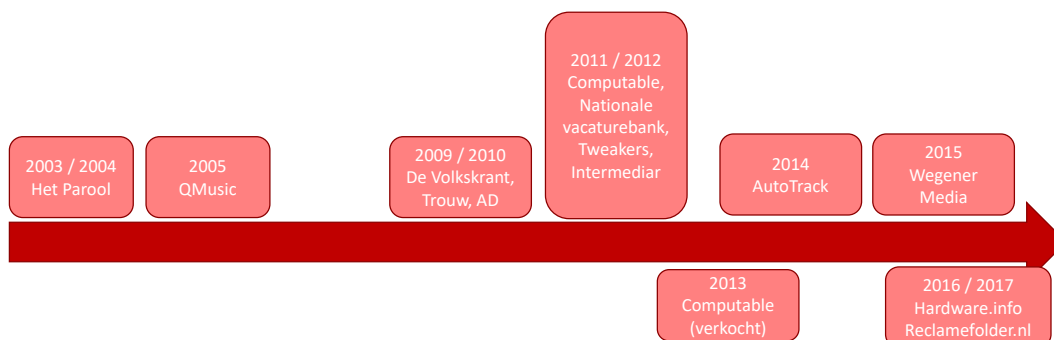 2003 / 2004
Het Parool
2005
QMusic
2009 / 2010
De Volkskrant,
Trouw, AD
2011 / 2012
Computable,
Nationale
vacaturebank,
Tweakers,
Intermediar
2014
AutoTrack
2015
Wegener
Media
2013
Computable
(verkocht)
2016 / 2017
Hardware.info
Reclamefolder.nl